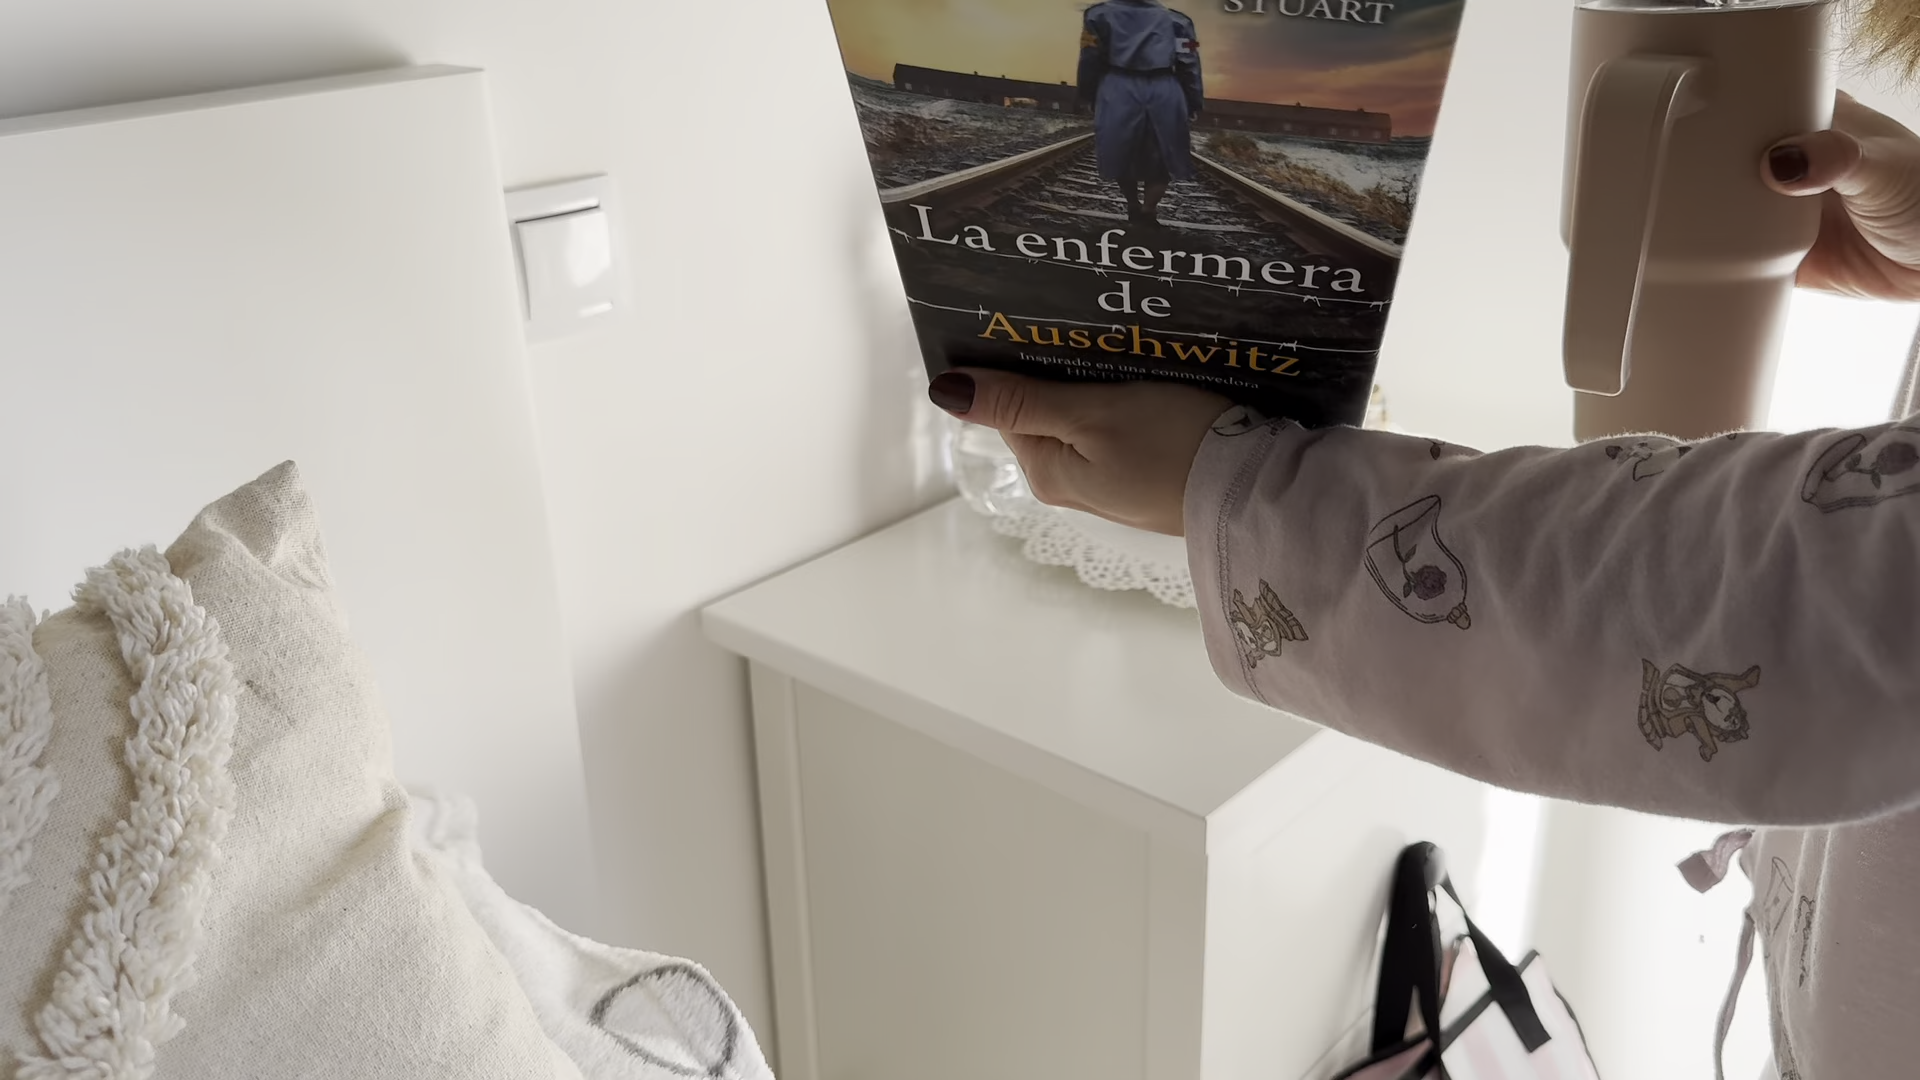 STUART
La enfermera
de
Auschwitz
Inspirado en una conmovedora